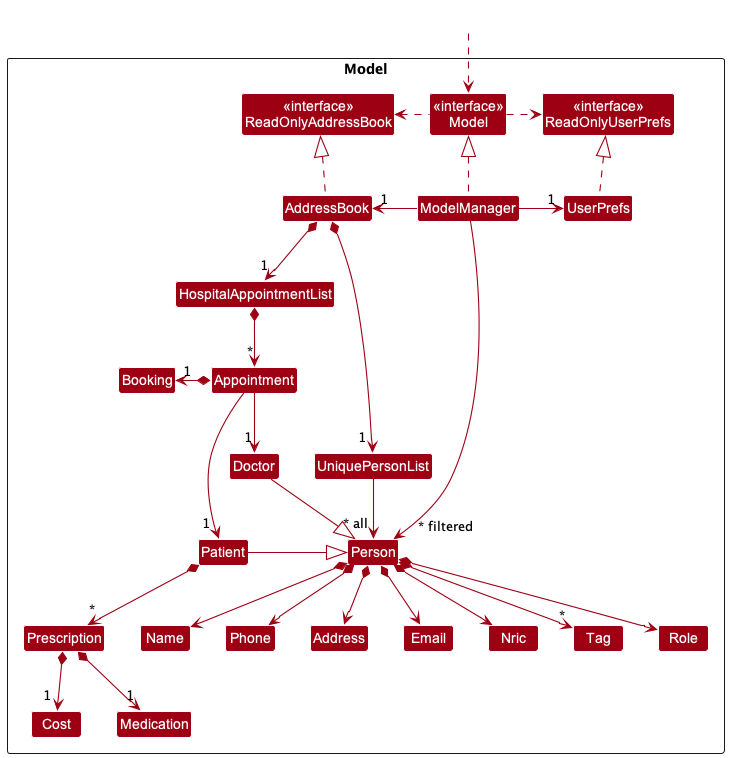 Model
«interface»
ReadOnlyAddressBook
«interface»
Model
«interface»
ReadOnlyUserPrefs
AddressBook
1
ModelManager
1
UserPrefs
1
HospitalAppointmentList
*
Booking
1
Appointment
1
Doctor
1
UniquePersonList
1
* all
* filtered
Patient
Person
*
*
Prescription
Name
Phone
Address
Email
Nric
Tag
Role
1
1
Cost
Medication